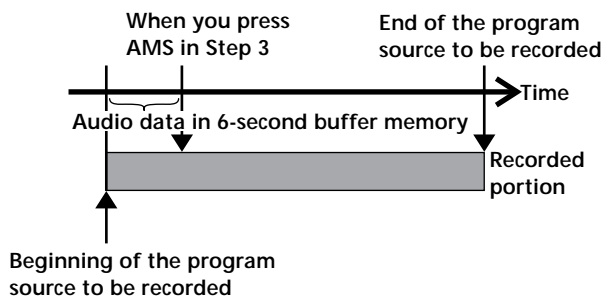 When you press
AMS in Step 3
End of the program
source to be recorded
Time
Audio data in 6-second buffer memory
Recorded
portion
Beginning of the program
source to be recorded